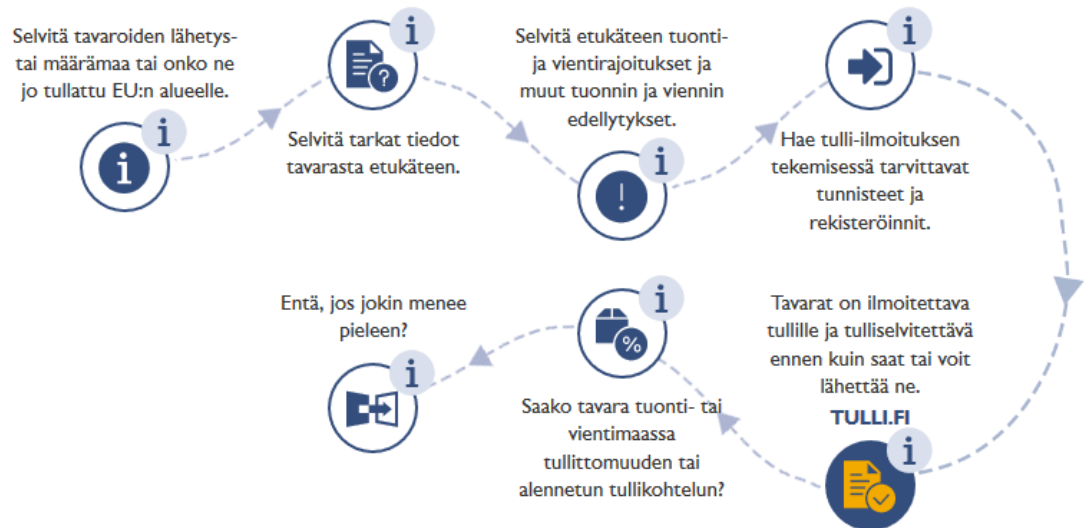 Selvitä tavaroiden lähetys-
tai määrämaa tai onko ne
jo tullattu EU:n alueelle.
i
i
i
?
Selvitä tarkat tiedot
tavarasta etukäteen.
Selvitä etukäteen tuonti-
ja vientirajoitukset ja
muut tuonnin ja viennin
edellytykset.
i
!
i
Hae tulli-ilmoituksen
tekemisessä tarvittavat
tunnisteet ja
rekisteröinnit.
Tavarat on ilmoitettava
tullille ja tulliselvitettävä
ennen kuin saat tai voit
lähettää ne.
TULLI.FI
i
i
%
Saako tavara tuonti- tai
vientimaassa
tullittomuuden tai
alennetun tullikohtelun?
Entä, jos jokin menee
pieleen?
i